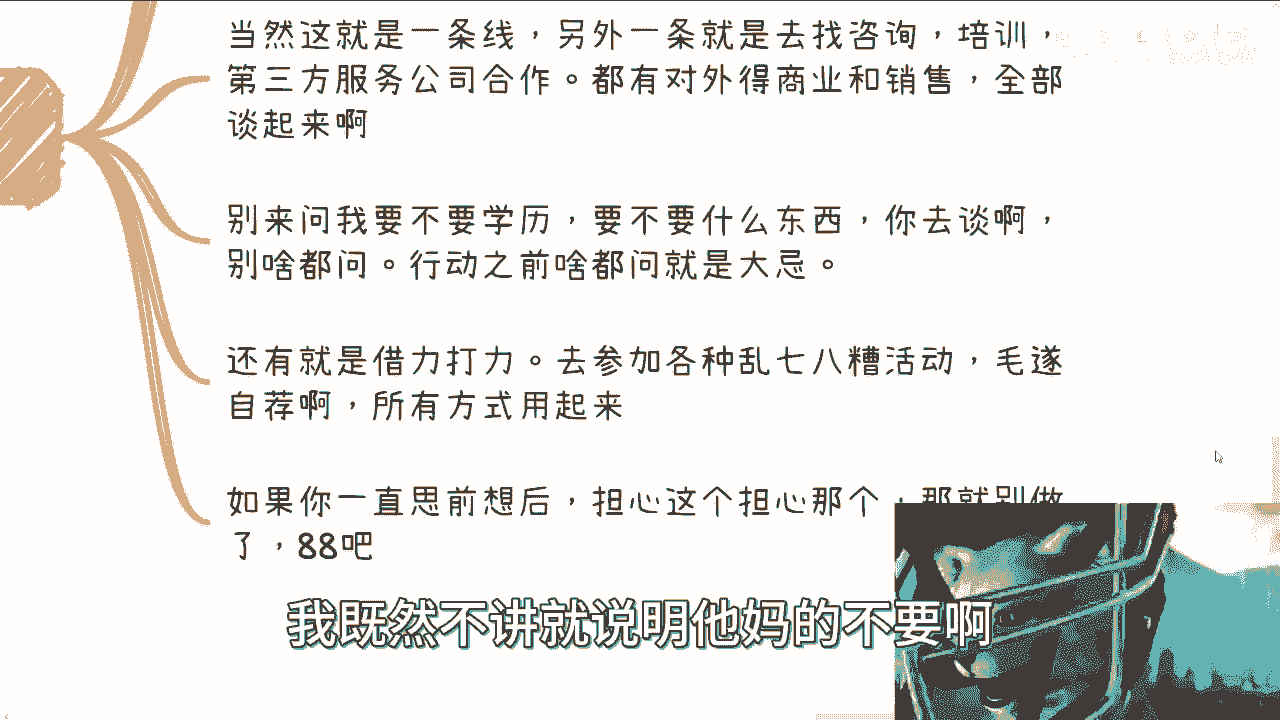 当然这就是一条线，另外一条就是去找咨询，培训，
第三方服务公司合作。都有对外得商业和销售，全部
谈起来啊
别来问我要不要学历，要不要什么东西，你去谈啊，
别啥都问。行动之前啥都问就是大忌。
还有就是借力打力。去参加各种乱七八糟活动，毛遂
自荐啊，所有方式用起来
如果你一直思前想后，担心这个担心那个，那就别做
了，88吧
我既然不讲就说明他妈的不要啊